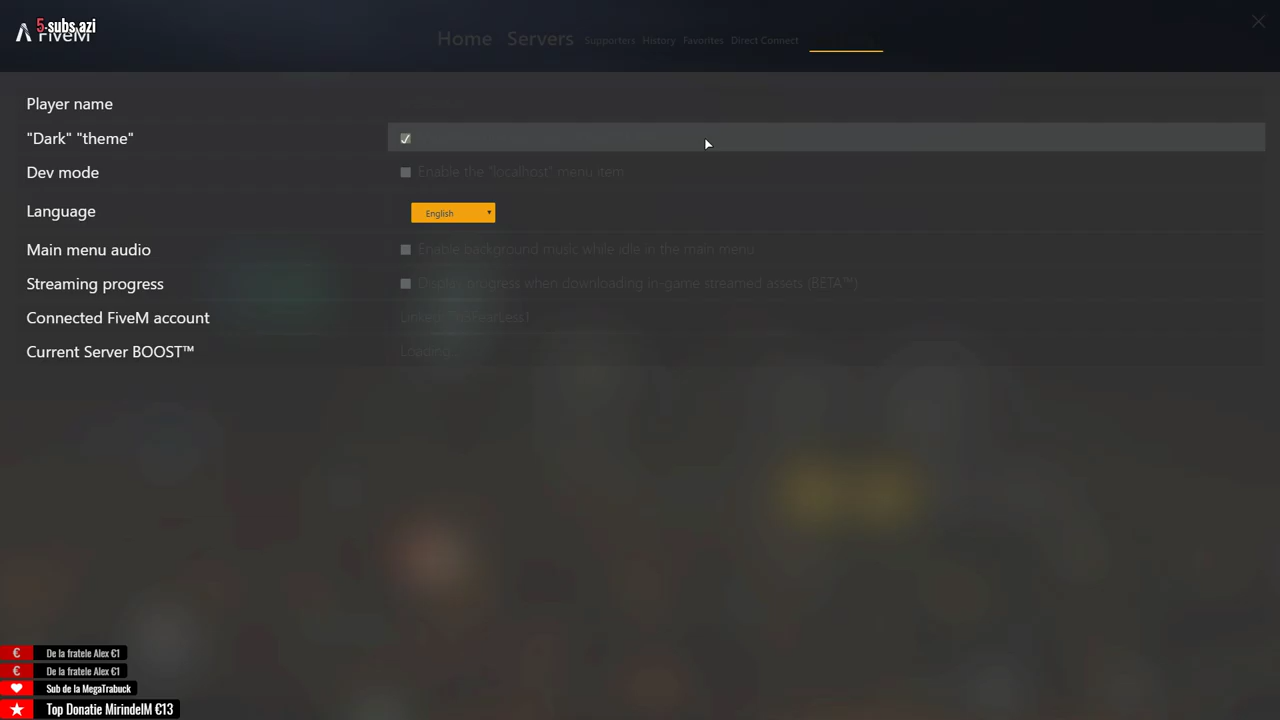 5-subs azi
FiveM
Home Servers Supporters History Favorites Direct Connect
Player name
"Dark" "theme"
Dev mode
Enable the "localhost" menu item
Language
English
Main menu audio
Enable background music while idle in the main menu
Streaming progress
Display progress when downloading in-game streamed assets (BETA™)
Connected FiveM account
Current Server BOOST™
Loading...
€ De la fratele Alex €1
€ De la fratele Alex €1
Sub de la MegaTrabuck
Top Donatie MirindelM €13